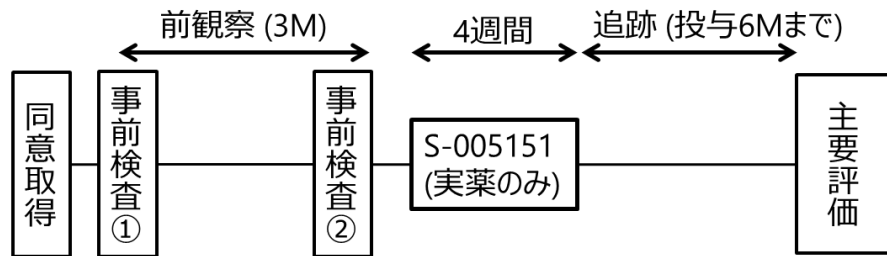 前観察 (3M)
4週間
追跡 (投与6Mまで)
同意取得
事前検査①
事前検査②
S-005151
(実薬のみ)
主要評価